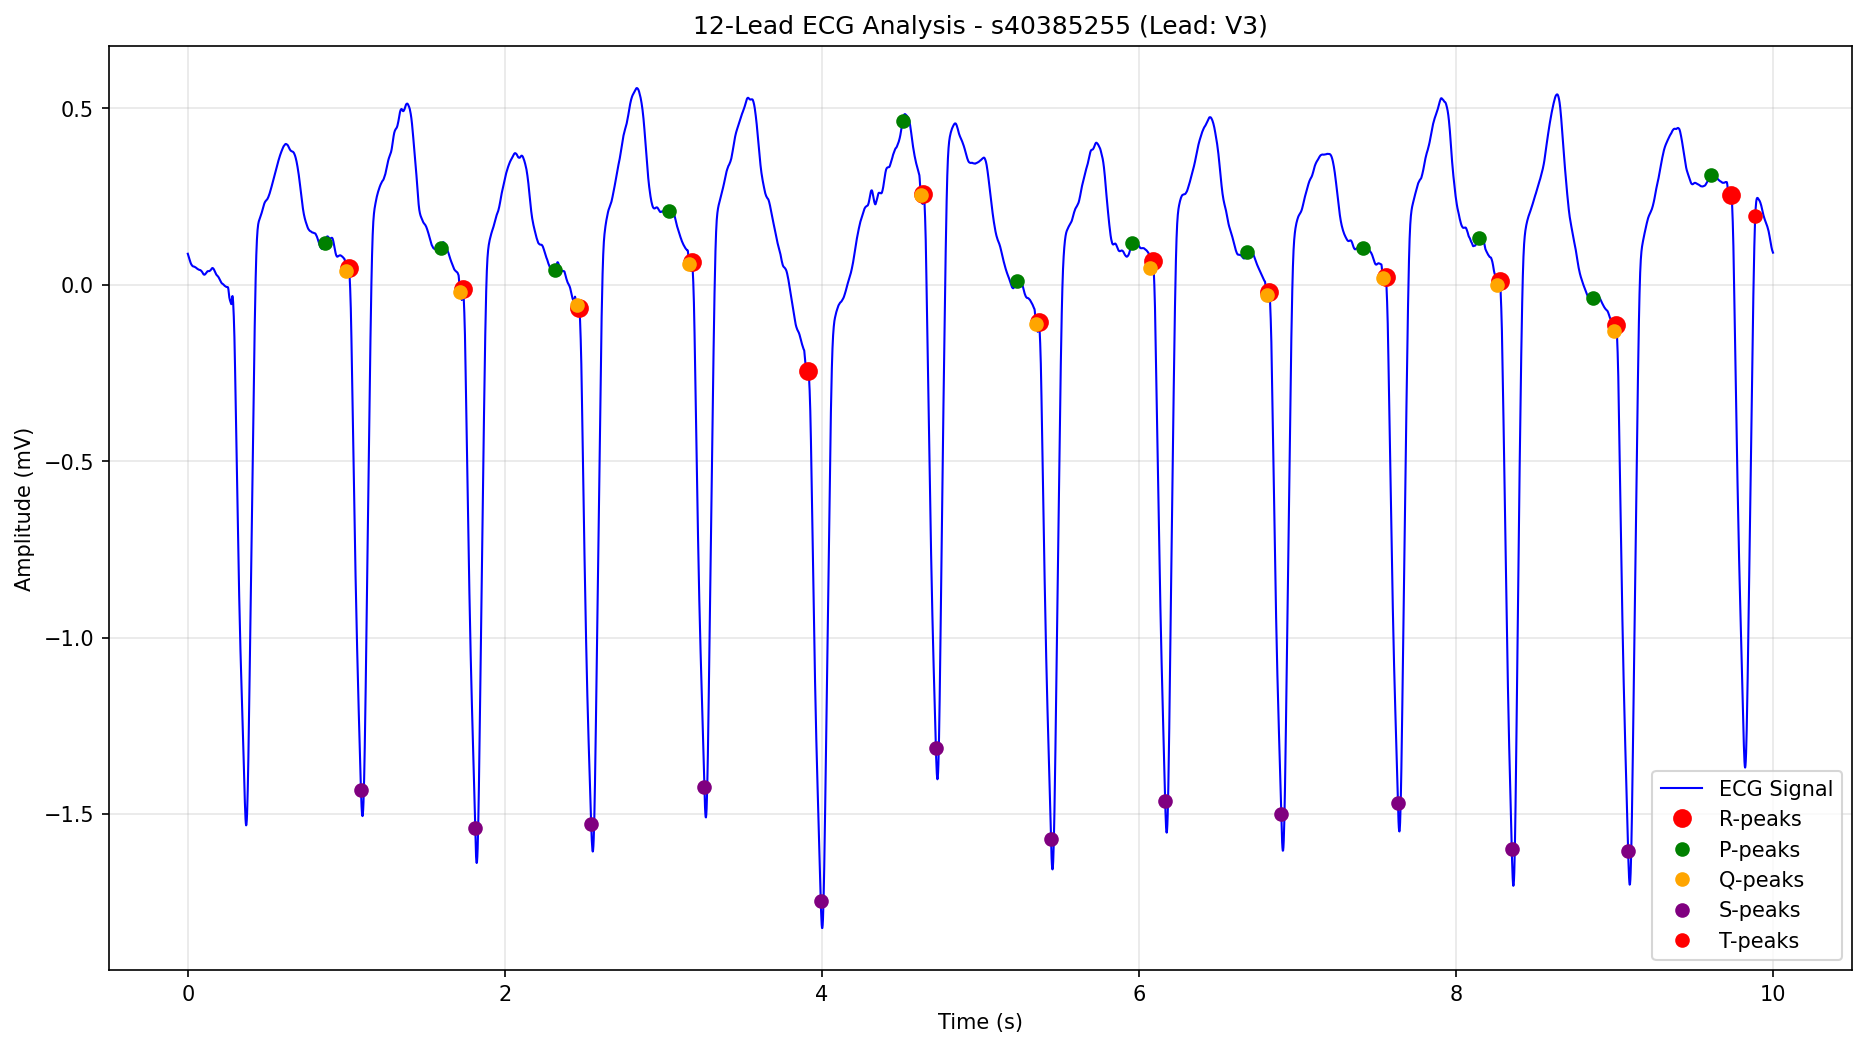 12-Lead ECG Analysis - s40385255 (Lead: V3)
Amplitude (mV)
0.5
0.0
−0.5
−1.0
−1.5
0 2 4 6 8 10
Time (s)
ECG Signal
R-peaks
P-peaks
Q-peaks
S-peaks
T-peaks